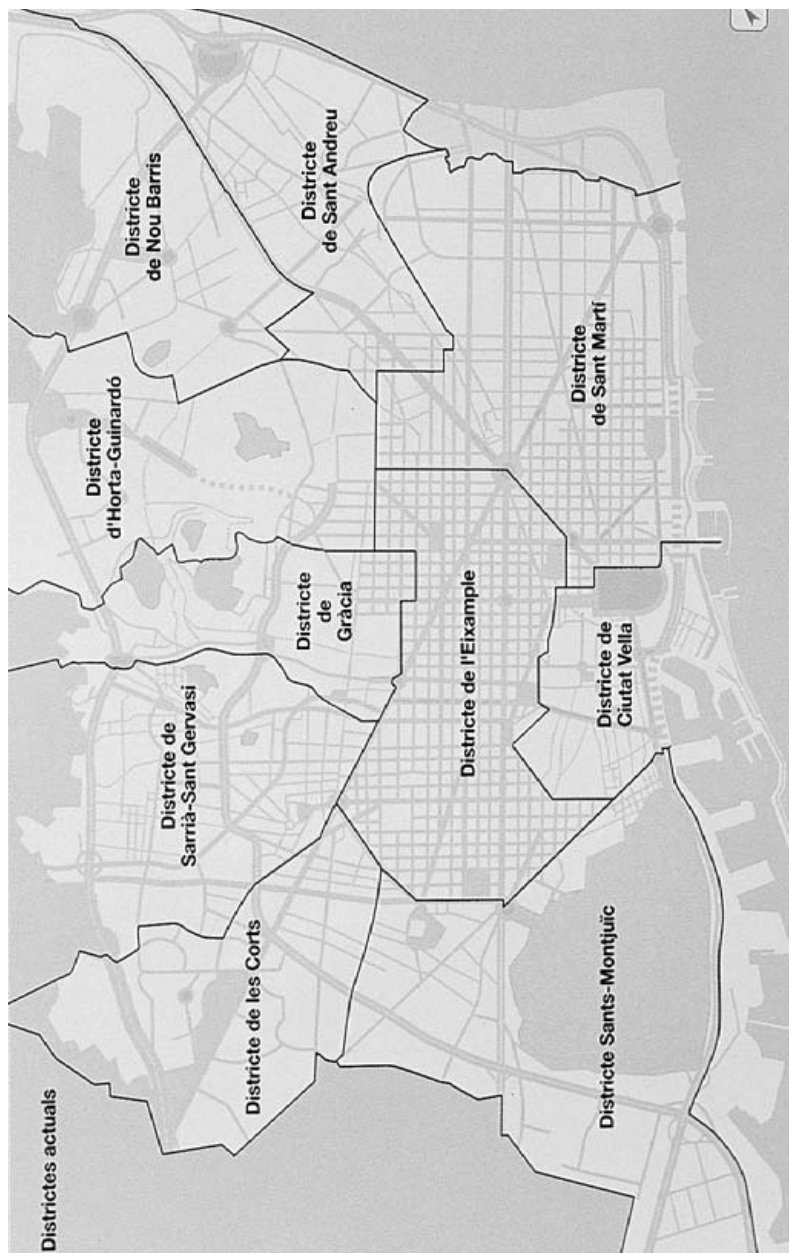 Districtes actuals
Districte de les Corts
Districte de
Sarrià-Sant Gervasi
Districte
d'Horta-Guinardó
Districte
de Nou Barris
Districte
de Sant Andreu
Districte
de
Gràcia
Districte de l'Eixample
Districte
de Sant Martí
Districte de
Ciutat Vella
Districte Sants-Montjuïc